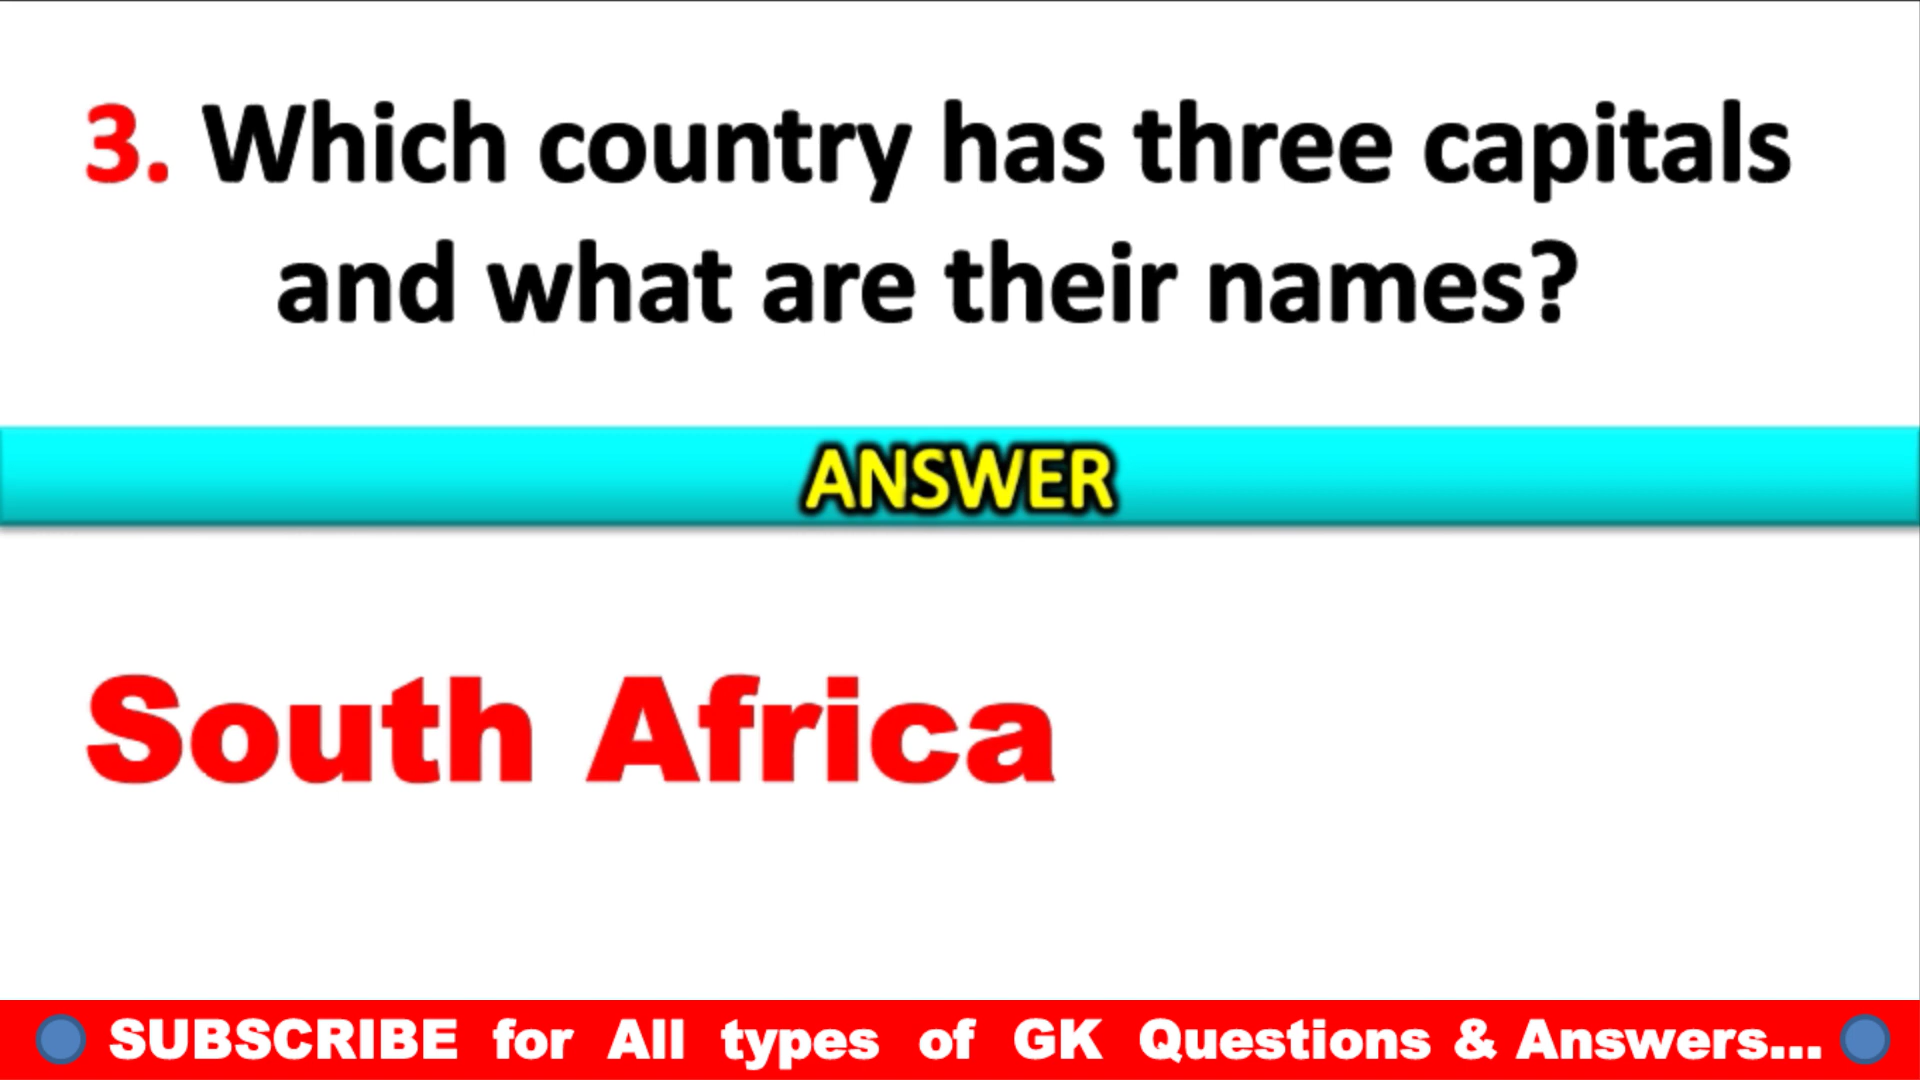 3. Which country has three capitals
and what are their names?
ANSWER
South Africa
SUBSCRIBE for All types of GK Questions & Answers...